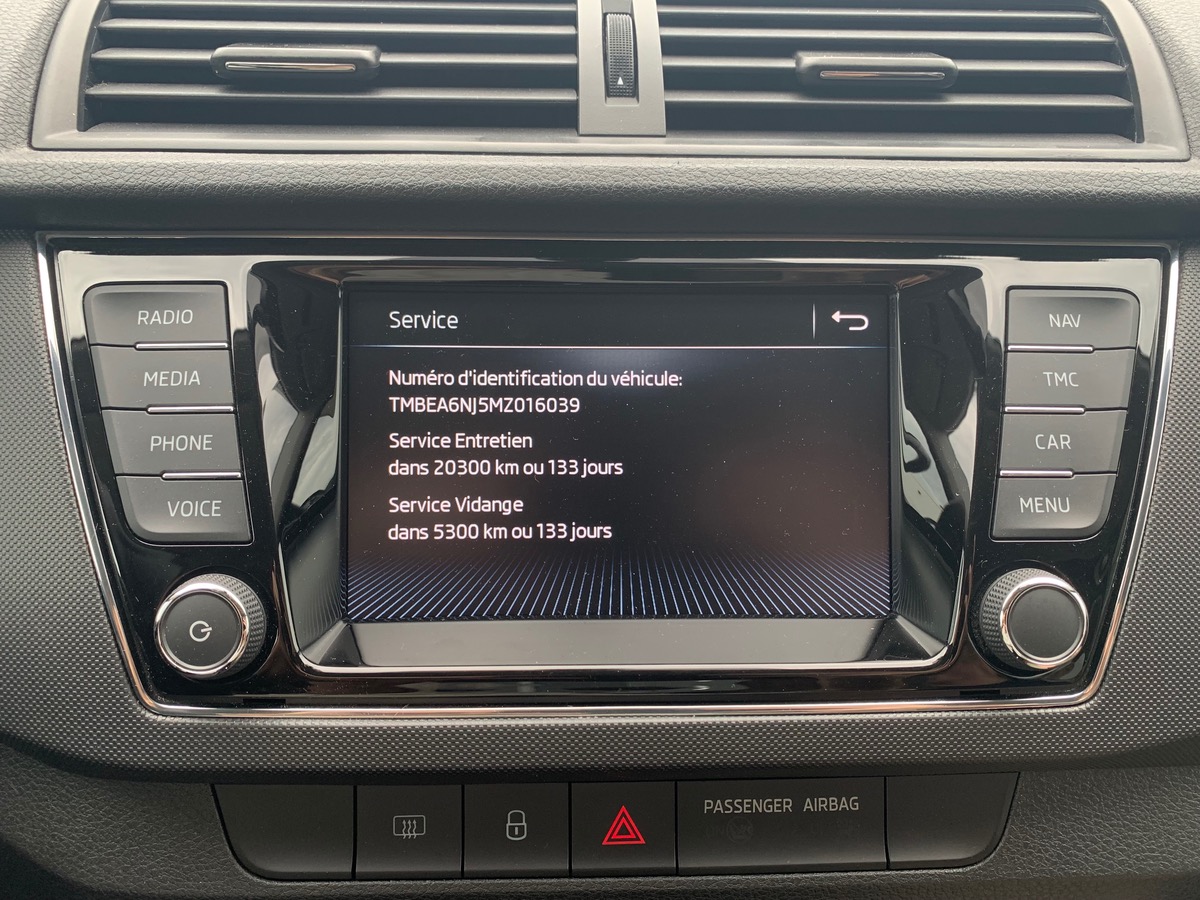 RADIO
MEDIA
PHONE
VOICE
Service
Numéro d'identification du véhicule:
TMBEA6NJ5MZ016039
Service Entretien
dans 20300 km ou 133 jours
Service Vidange
dans 5300 km ou 133 jours
NAV
TMC
CAR
MENU
PASSENGER AIRBAG